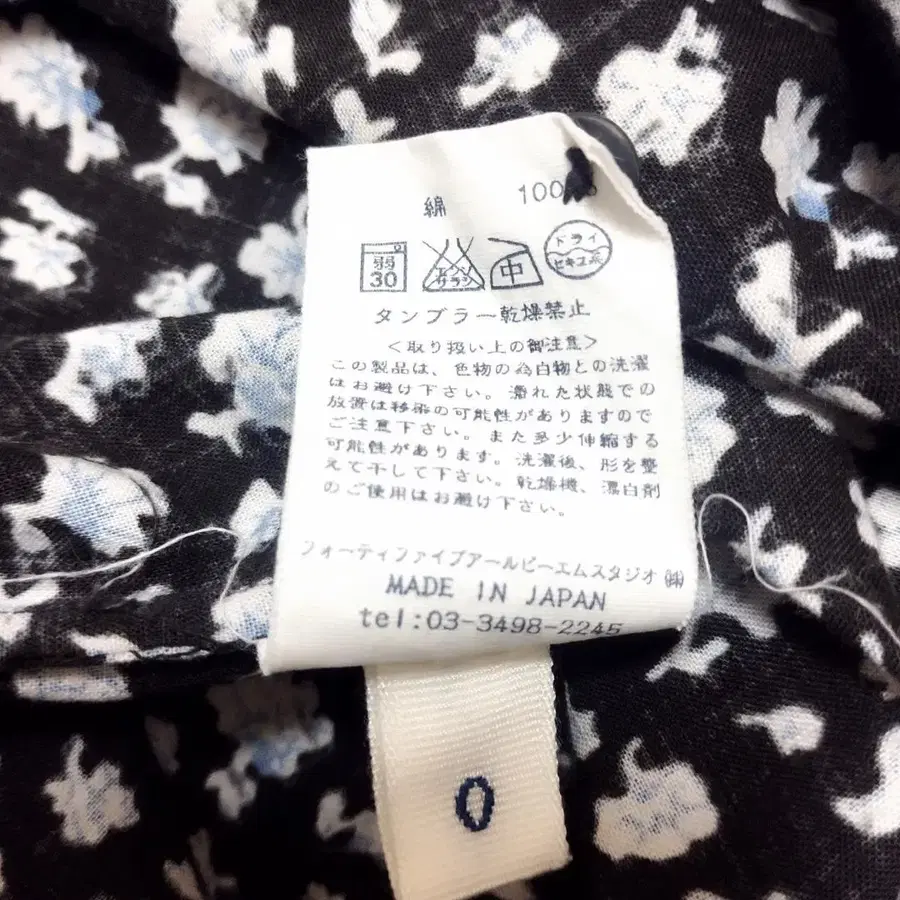 綿 100%
弱 30 エンソ サラシ 中 ドライ セキユ系
タンブラー乾燥禁止
<取り扱い上の御注意>
この製品は、色物の為白物との洗濯
はお避け下さい。濡れた状態での
放置は移染の可能性がありますので
ご注意下さい。また多少伸縮する
可能性があります。洗濯後、形を整
えて干して下さい。乾燥機、漂白剤
のご使用はお避け下さい。
フォーティファイブアールピーエムスタジオ㈱
MADE IN JAPAN
tel:03-3498-2245
0